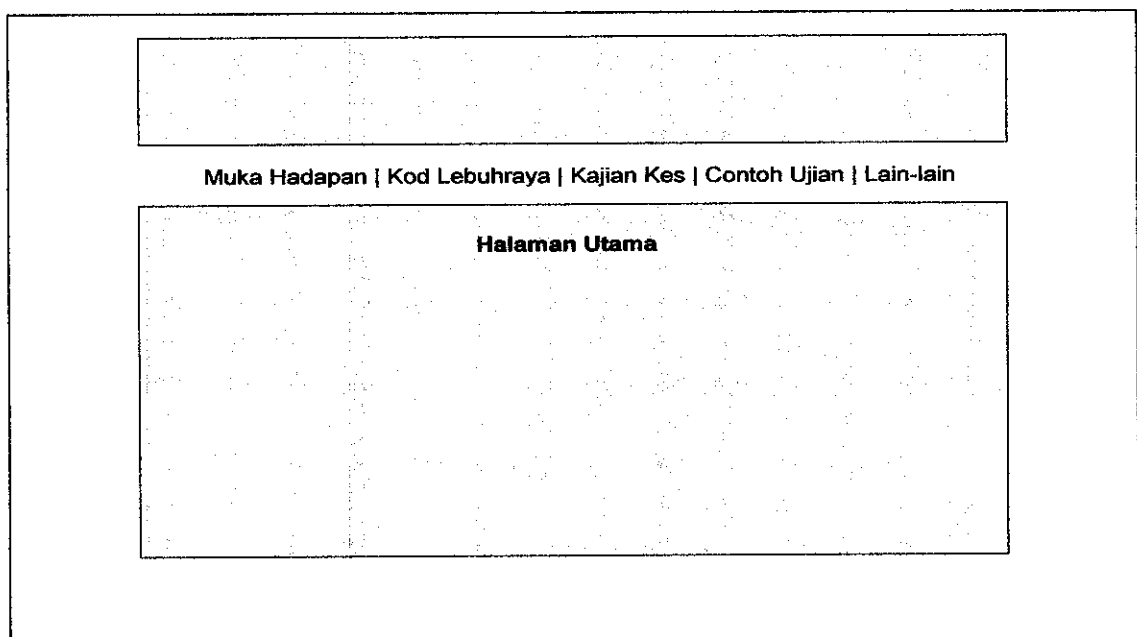 Muka Hadapan | Kod Lebuhraya | Kajian Kes | Contoh Ujian | Lain-lain
Halaman Utama